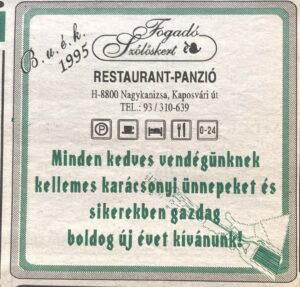 B.u.é.k.
1995
Fogadó
Szőlőskert
RESTAURANT-PANZIÓ
H-8800 Nagykanizsa, Kaposvári út
TEL.: 93 / 310-639
P
0-24
Minden kedves vendégünknek
kellemes karácsonyi ünnepeket és
sikerekben gazdag
boldog új évet kívánunk!